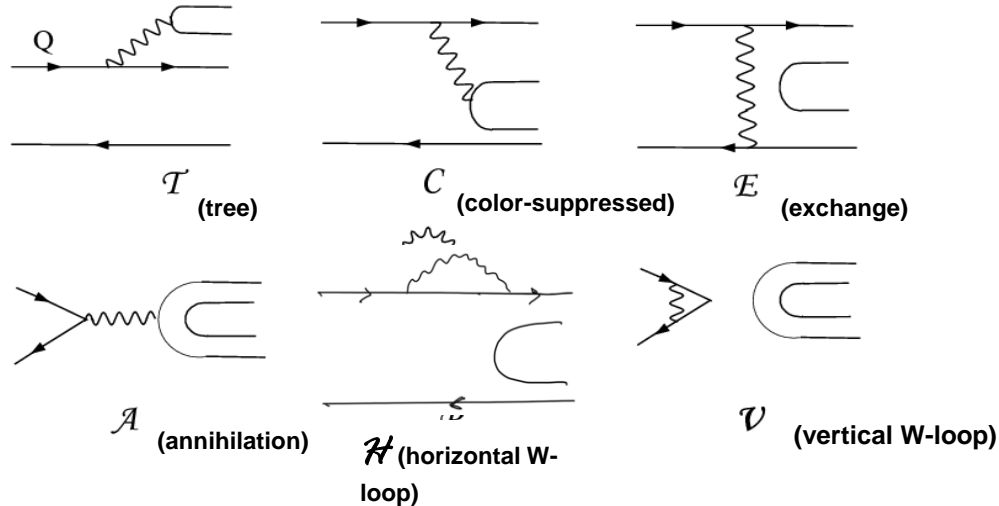 Q
𝒯 (tree)
C (color-suppressed)
E (exchange)
A (annihilation)
H (horizontal W-
loop)
V (vertical W-loop)